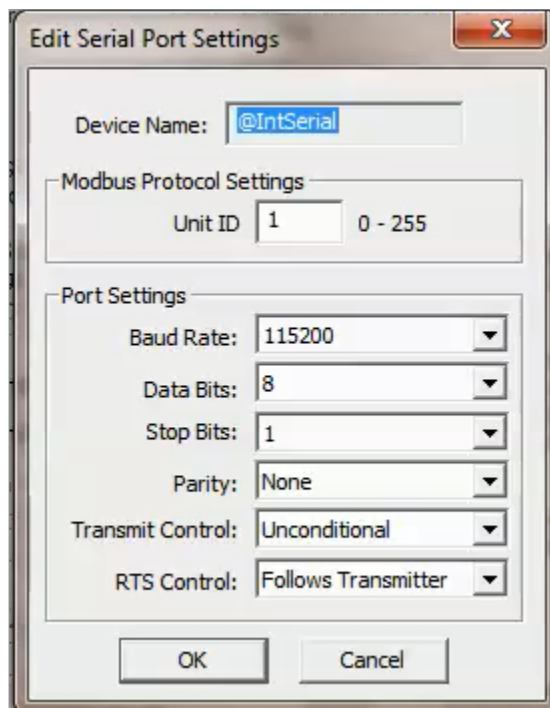 Edit Serial Port Settings
Device Name: @IntSerial
Modbus Protocol Settings
Unit ID 1 0 - 255
Port Settings
Baud Rate: 115200
Data Bits: 8
Stop Bits: 1
Parity: None
Transmit Control: Unconditional
RTS Control: Follows Transmitter
OK Cancel